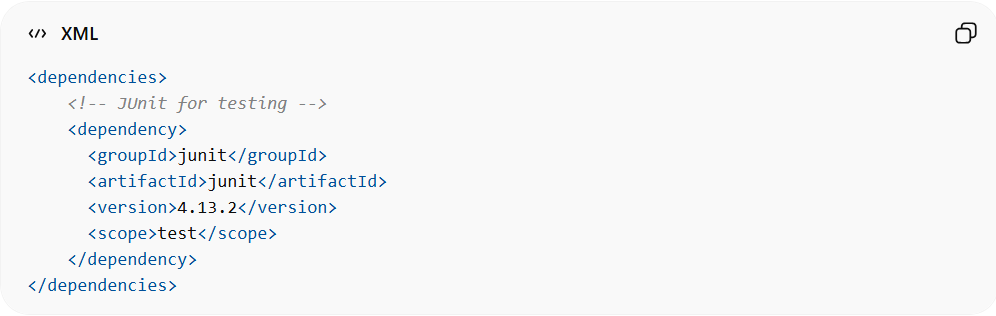 XML
<dependencies>
    <!-- JUnit for testing -->
    <dependency>
      <groupId>junit</groupId>
      <artifactId>junit</artifactId>
      <version>4.13.2</version>
      <scope>test</scope>
    </dependency>
</dependencies>